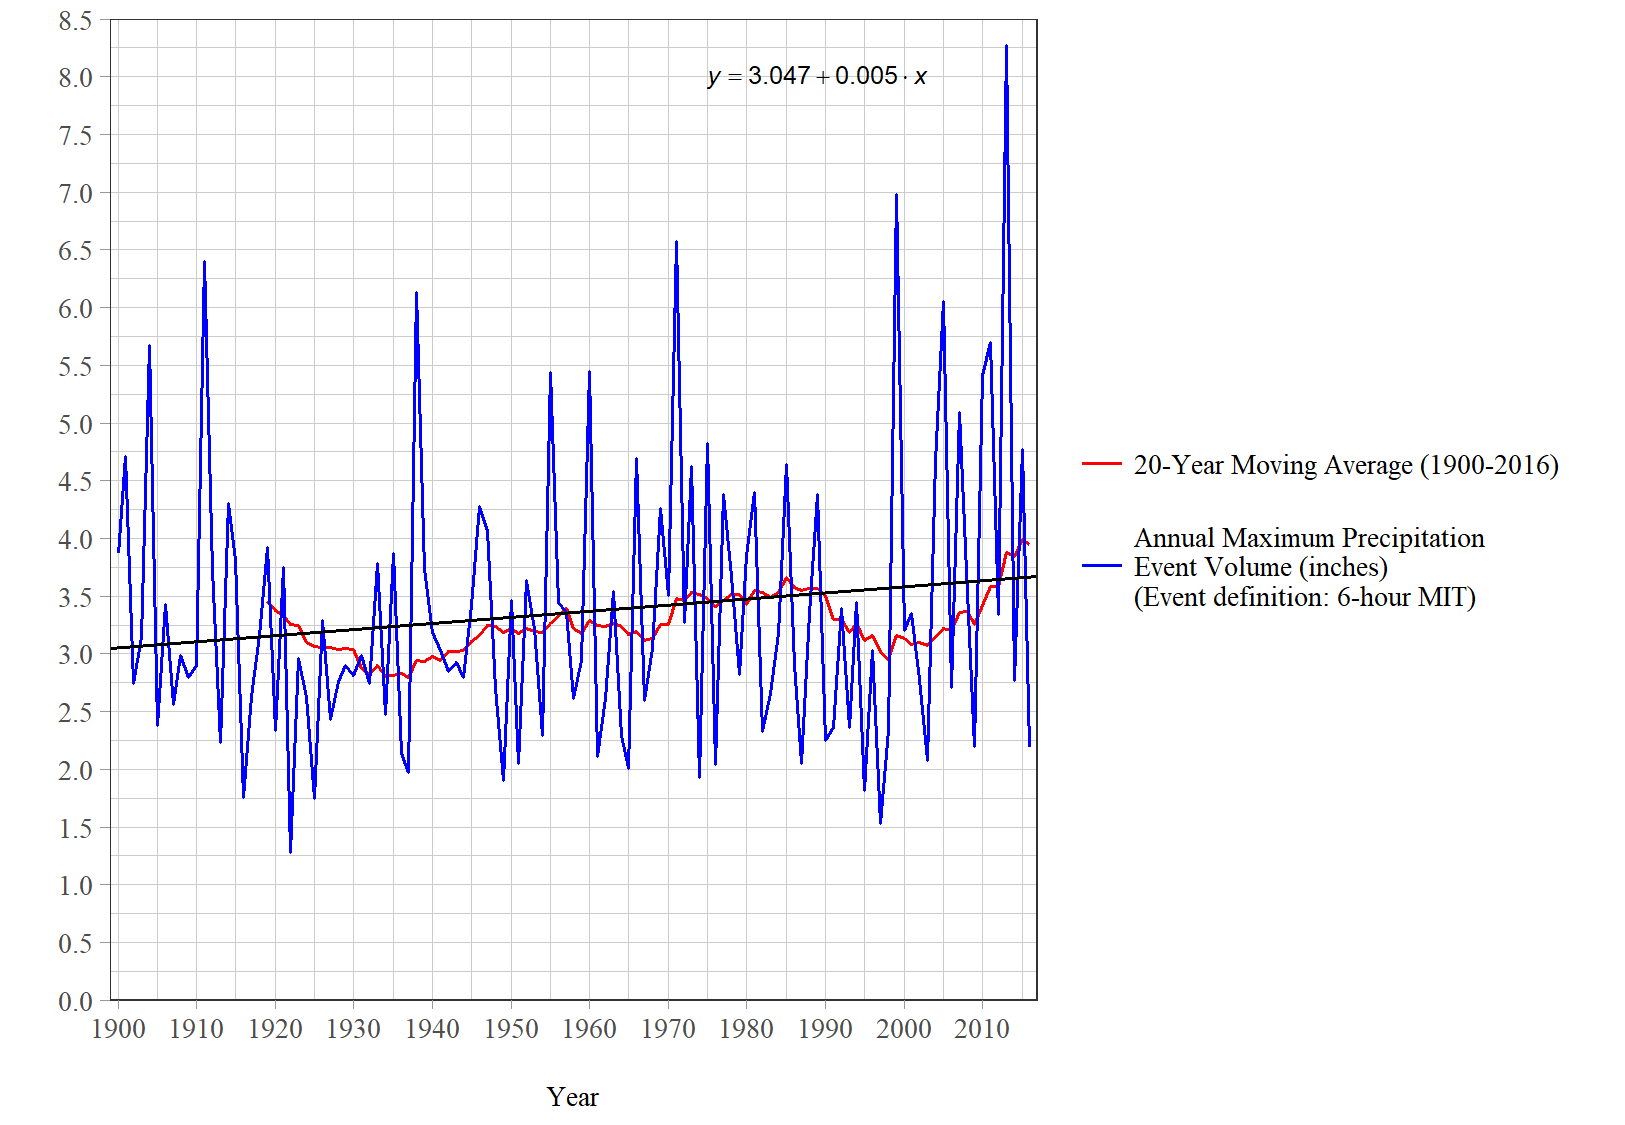 8.5
8.0
7.5
7.0
6.5
6.0
5.5
5.0
4.5
4.0
3.5
3.0
2.5
2.0
1.5
1.0
0.5
0.0
y = 3.047 + 0.005 · x
1900 1910 1920 1930 1940 1950 1960 1970 1980 1990 2000 2010
Year
20-Year Moving Average (1900-2016)
Annual Maximum Precipitation
Event Volume (inches)
(Event definition: 6-hour MIT)